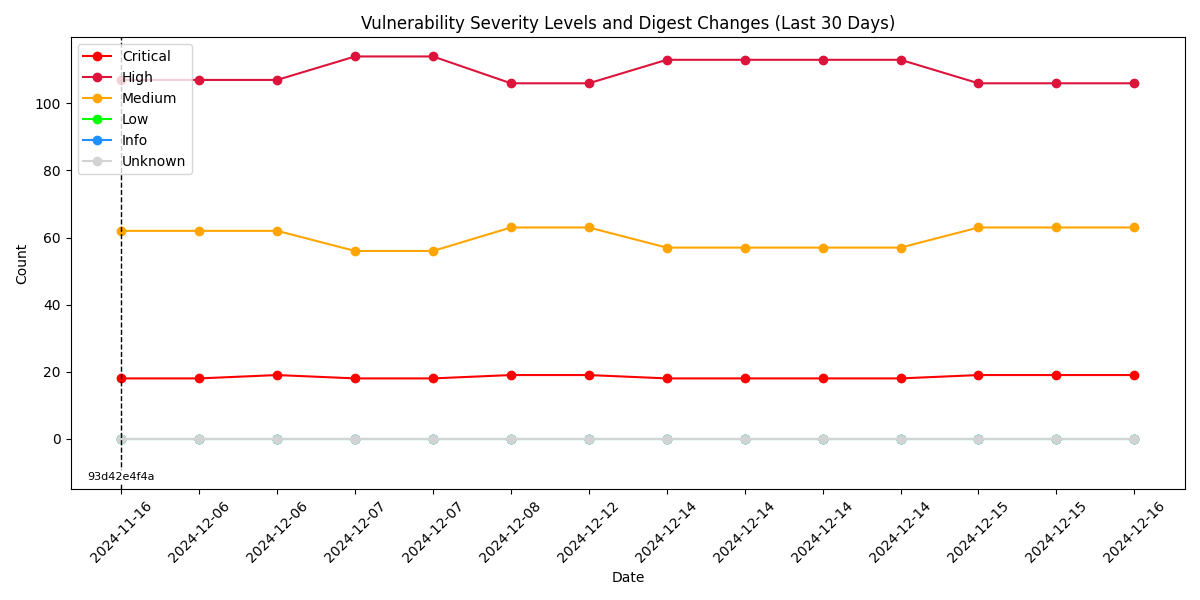 Vulnerability Severity Levels and Digest Changes (Last 30 Days)
Critical
High
Medium
Low
Info
Unknown
100
80
60
40
20
0
Count
93d42e4f4a
2024-11-16
2024-12-06
2024-12-06
2024-12-07
2024-12-07
2024-12-08
2024-12-12
2024-12-14
2024-12-14
2024-12-14
2024-12-14
2024-12-15
2024-12-15
2024-12-16
Date